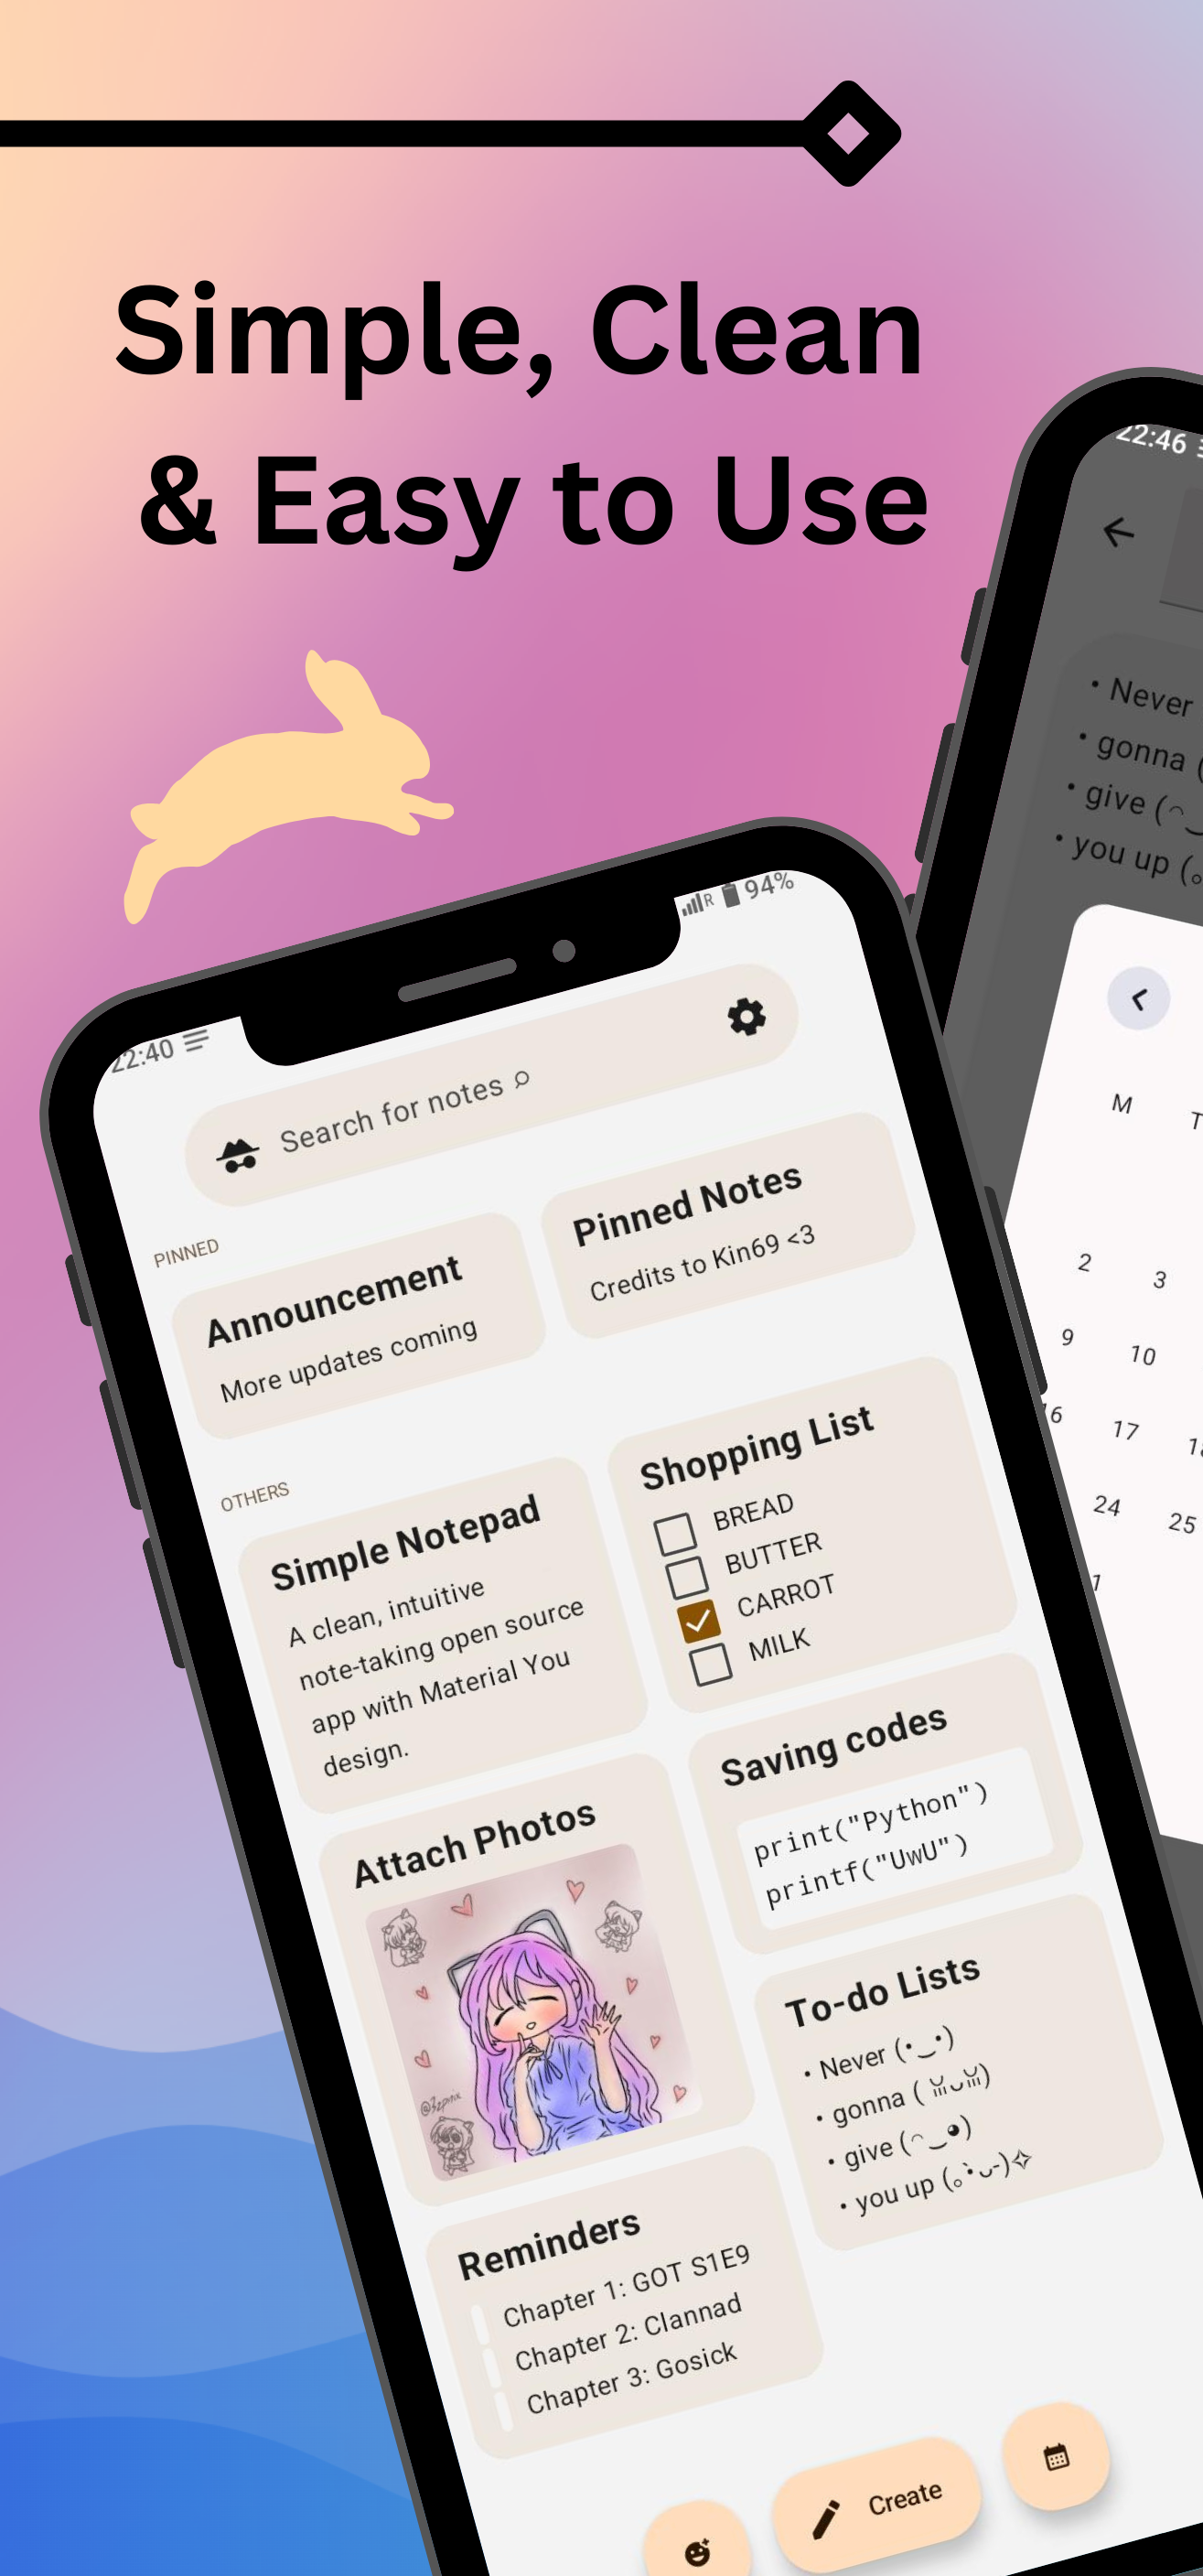 Simple, Clean
& Easy to Use
22:46
• Never
• gonna (
• give (◠‿
• you up (｡
M T
2 3
9 10
16 17 18
24 25
22:40
R 94%
Search for notes
PINNED
Announcement
More updates coming
Pinned Notes
Credits to Kin69 <3
OTHERS
Simple Notepad
A clean, intuitive
note-taking open source
app with Material You
design.
Shopping List
BREAD
BUTTER
CARROT
MILK
Attach Photos
Saving codes
print("Python")
printf("UwU")
To-do Lists
• Never (•‿•)
• gonna (
• give (◠‿◕)
• you up (｡•̀ᴗ-)✧
Reminders
Chapter 1: GOT S1E9
Chapter 2: Clannad
Chapter 3: Gosick
Create